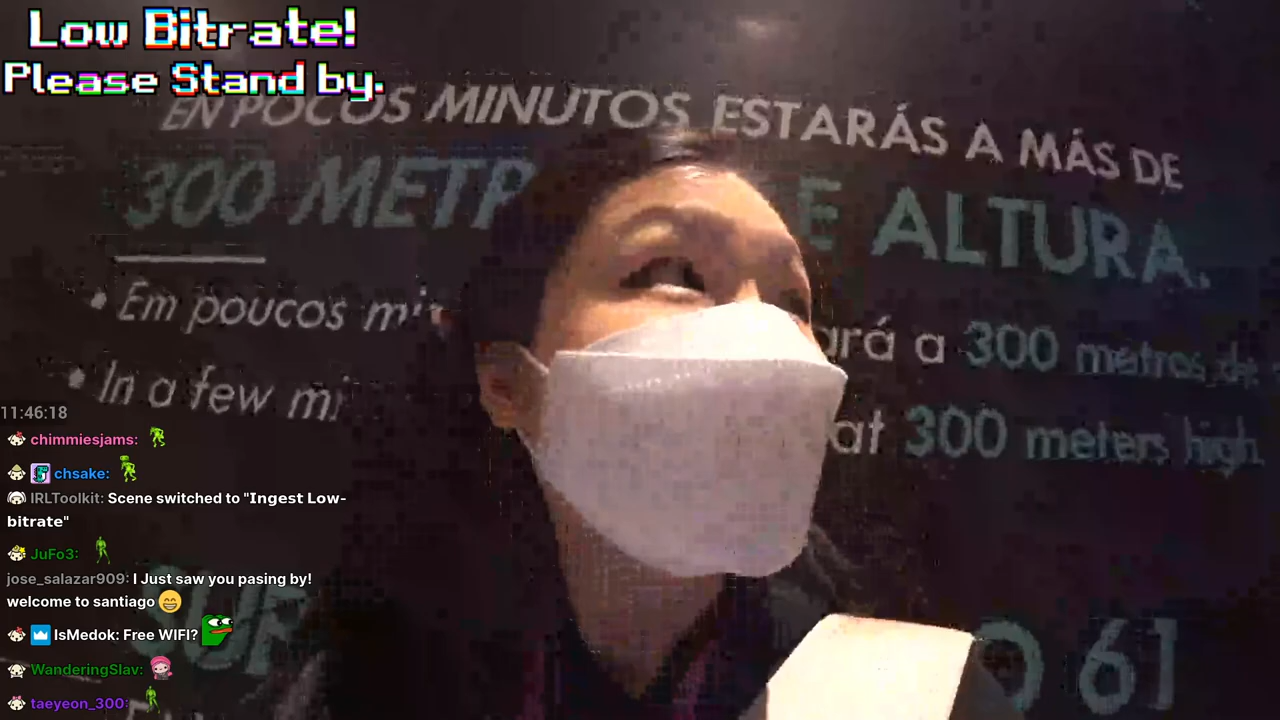 Low Bitrate!
Please Stand by.
EN POCOS MINUTOS ESTARÁS A MÁS DE
300 METR E ALTURA.
• Em poucos mi ará a 300 metros de
• In a few mi at 300 meters high
SUB O 61
11:46:18
chimmiesjams:
chsake:
IRLToolkit: Scene switched to "Ingest Low-
bitrate"
JuFo3:
jose_salazar909: I Just saw you pasing by!
welcome to santiago
IsMedok: Free WIFI?
WanderingSlav:
taeyeon_300: